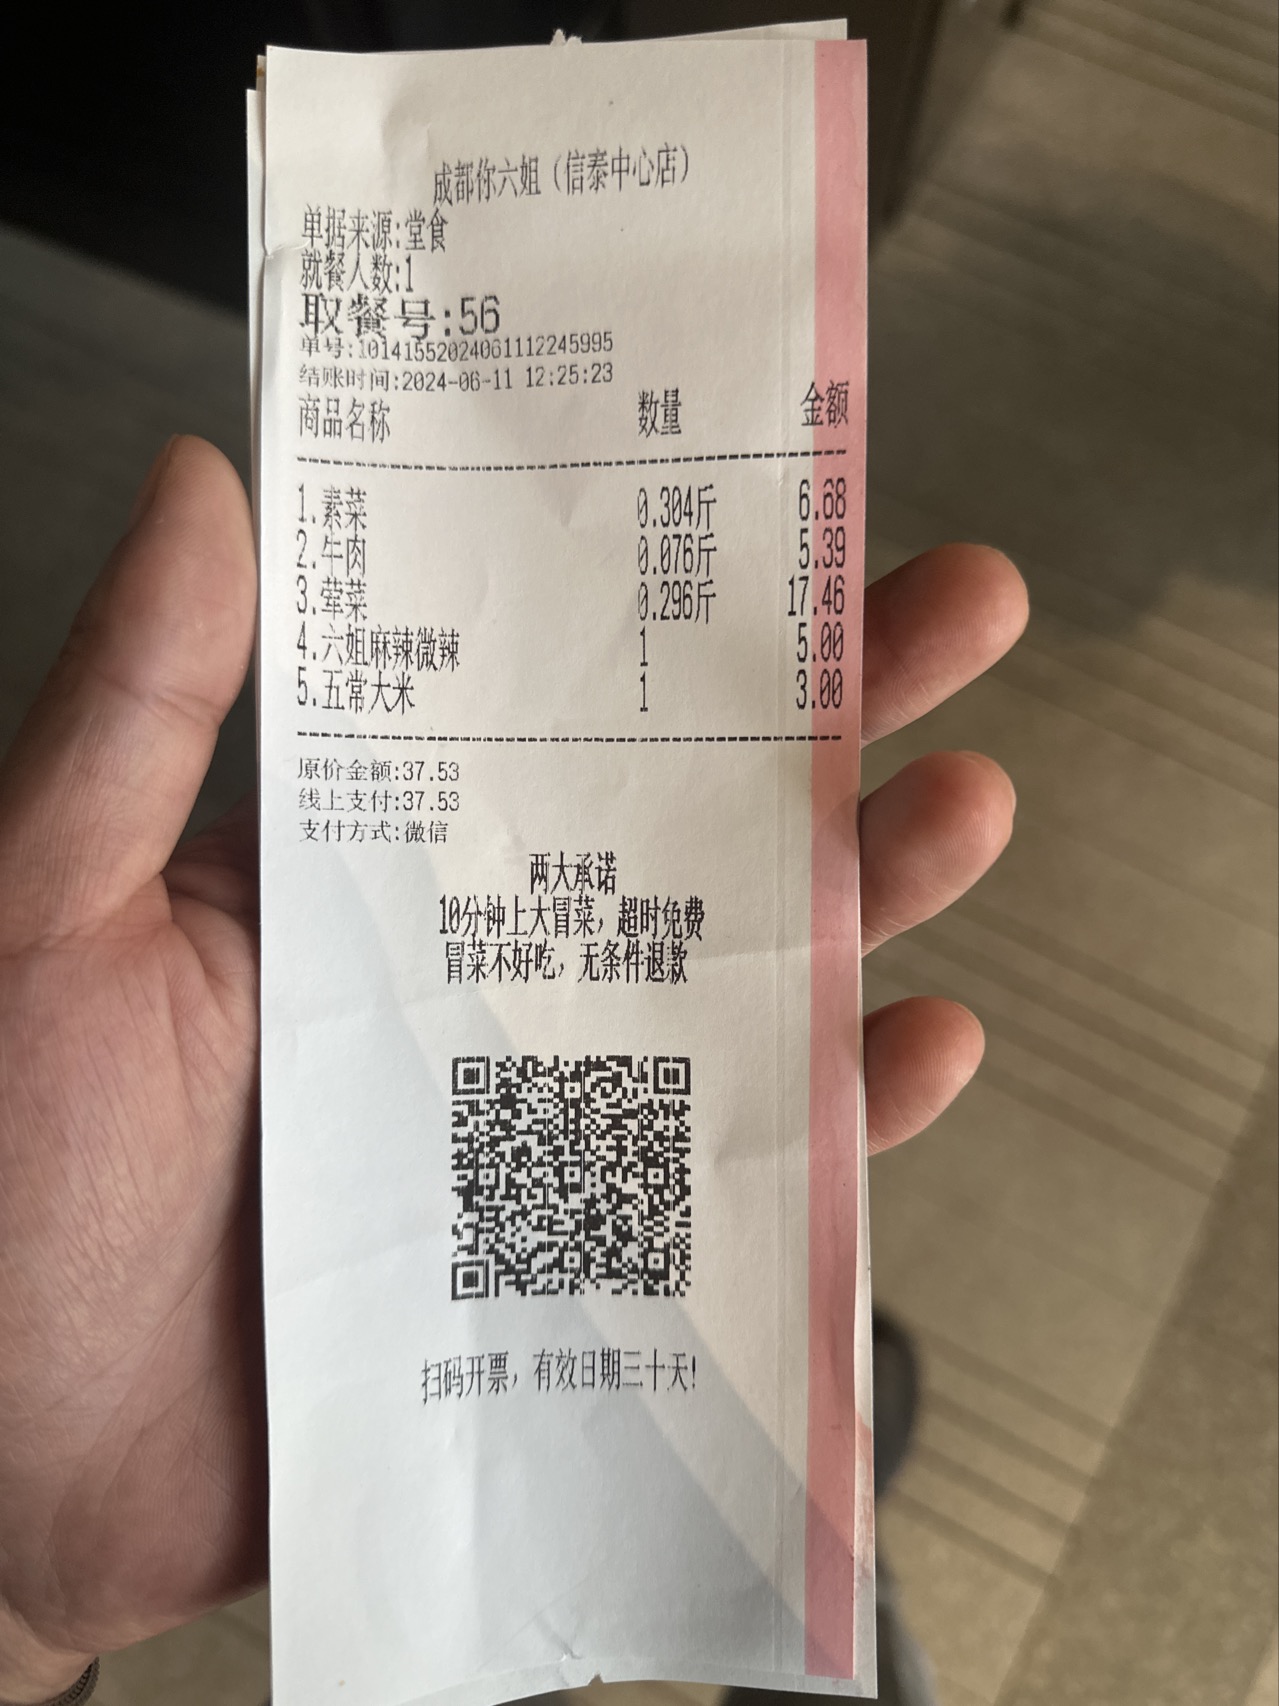 成都你六姐（信泰中心店）
单据来源:堂食
就餐人数:1
取餐号:56
单号:10141552024061112245995
结账时间:2024-06-11 12:25:23
商品名称 数量 金额
1.素菜 0.304斤 6.68
2.牛肉 0.076斤 5.39
3.荤菜 0.296斤 17.46
4.六姐麻辣微辣 1 5.00
5.五常大米 1 3.00
原价金额:37.53
线上支付:37.53
支付方式:微信
两大承诺
10分钟上大冒菜，超时免费
冒菜不好吃，无条件退款
扫码开票，有效日期三十天!